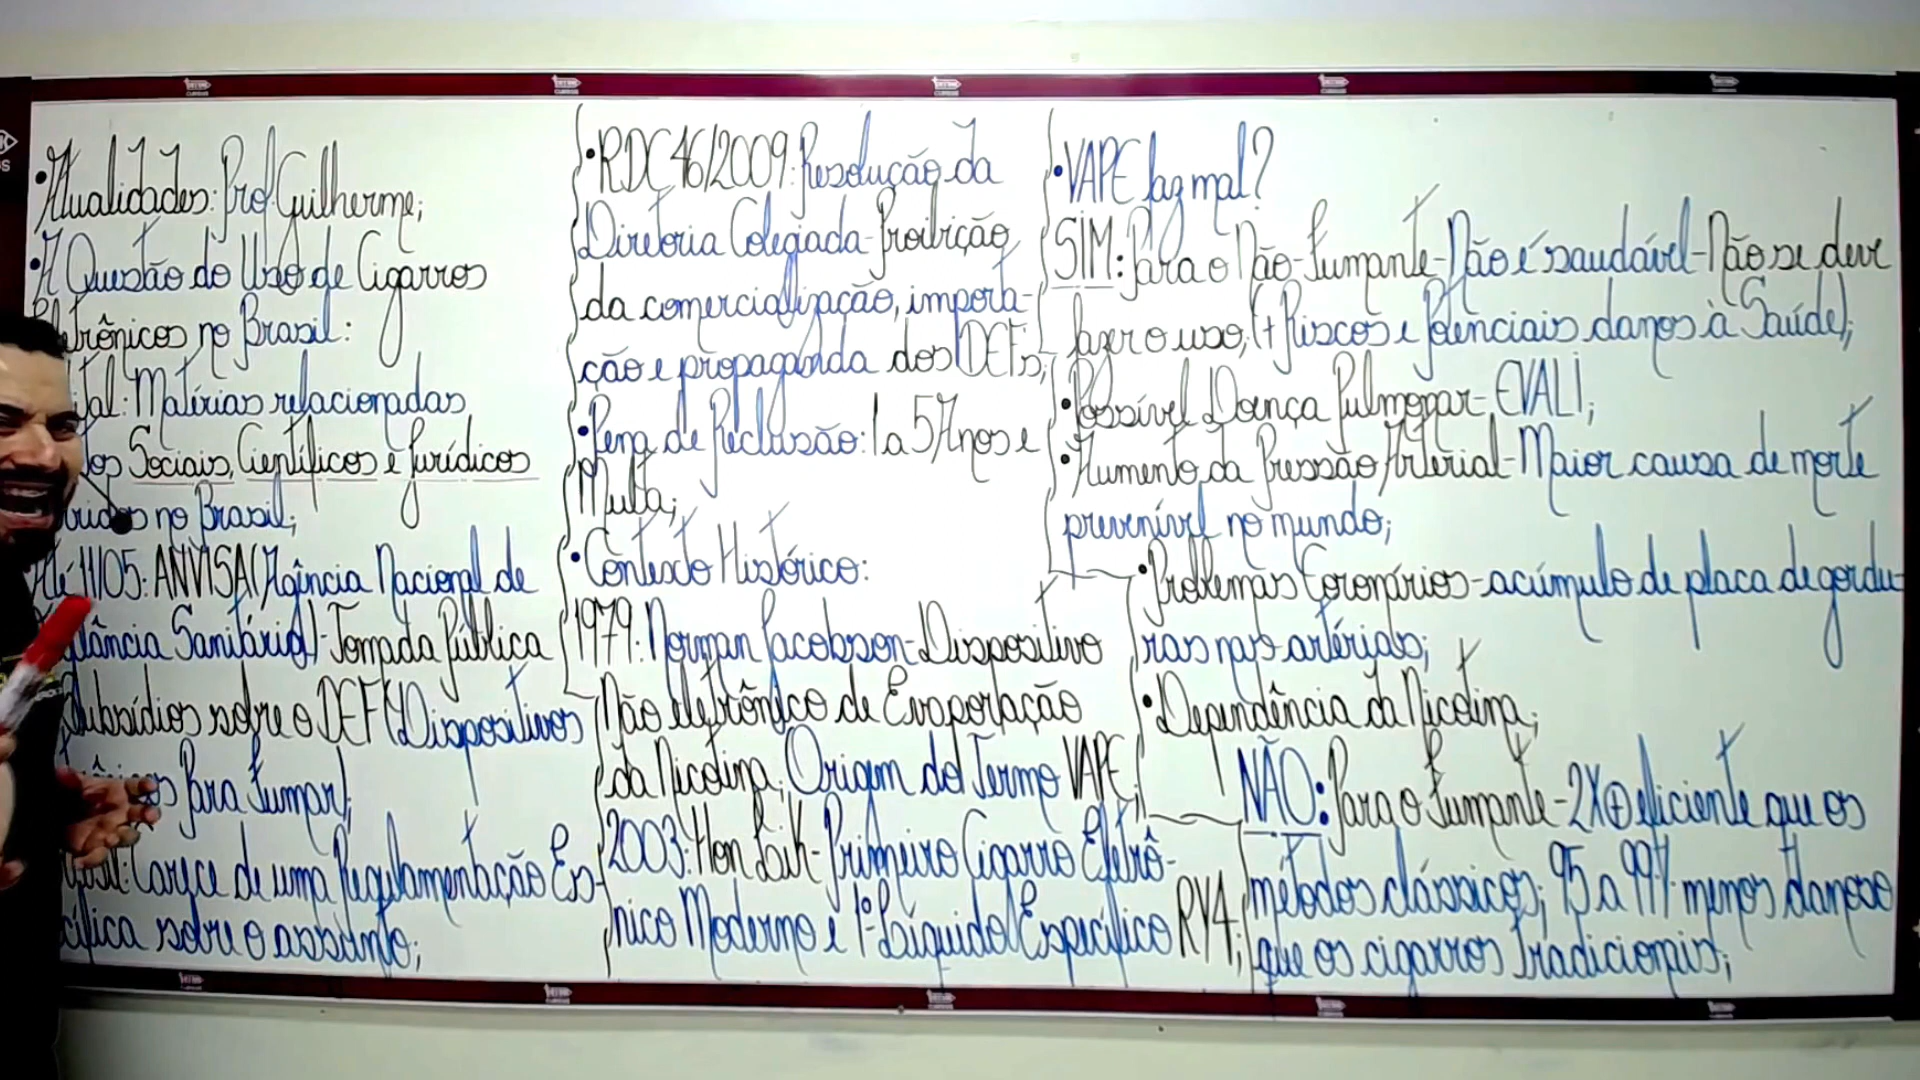 •Atualidades: Prof Guilherme;
•A Questão do Uso de Cigarros
Eletrônicos no Brasil:
tal: Matérias relacionadas
tos Sociais, Científicos e Jurídicos
no Brasil;
Até 11/05: ANVISA (Agência Nacional de
lância Sanitária) - Tomada Pública
Subsídios sobre o DEF (Dispositivos
Para Fumar);
Carece de uma Regulamentação Es-
cífica sobre o assunto;
•RDC 46/2009: Resolução da
Diretoria Colegiada - Proibição
da comercialização, importa-
ção e propaganda dos DEFs;
•Pena de Reclusão: 1 a 5 Anos e
Multa;
•Contexto Histórico:
1979: Norman Jacobson - Dispositivo
Não eletrônico de Evaporação
da Nicotina; Origem do Termo VAPE;
2003: Hon Lik - Primeiro Cigarro Eletrô-
nico Moderno e 1º Líquido Específico RY4;
•VAPE faz mal?
SIM: Para o Não-Fumante - Não é saudável - Não se deve
fazer o uso, (+ Riscos e Potenciais danos à Saúde);
•Possível Doença Pulmonar - EVALI;
•Aumento da Pressão Arterial - Maior causa de morte
prevenível no mundo;
•Problemas Coronários - acúmulo de placa de gordu-
ras nas artérias;
•Dependência da Nicotina;
NÃO: Para o Fumante - 2X + eficiente que os
métodos clássicos; 95 a 99% menos danoso
que os cigarros tradicionais;